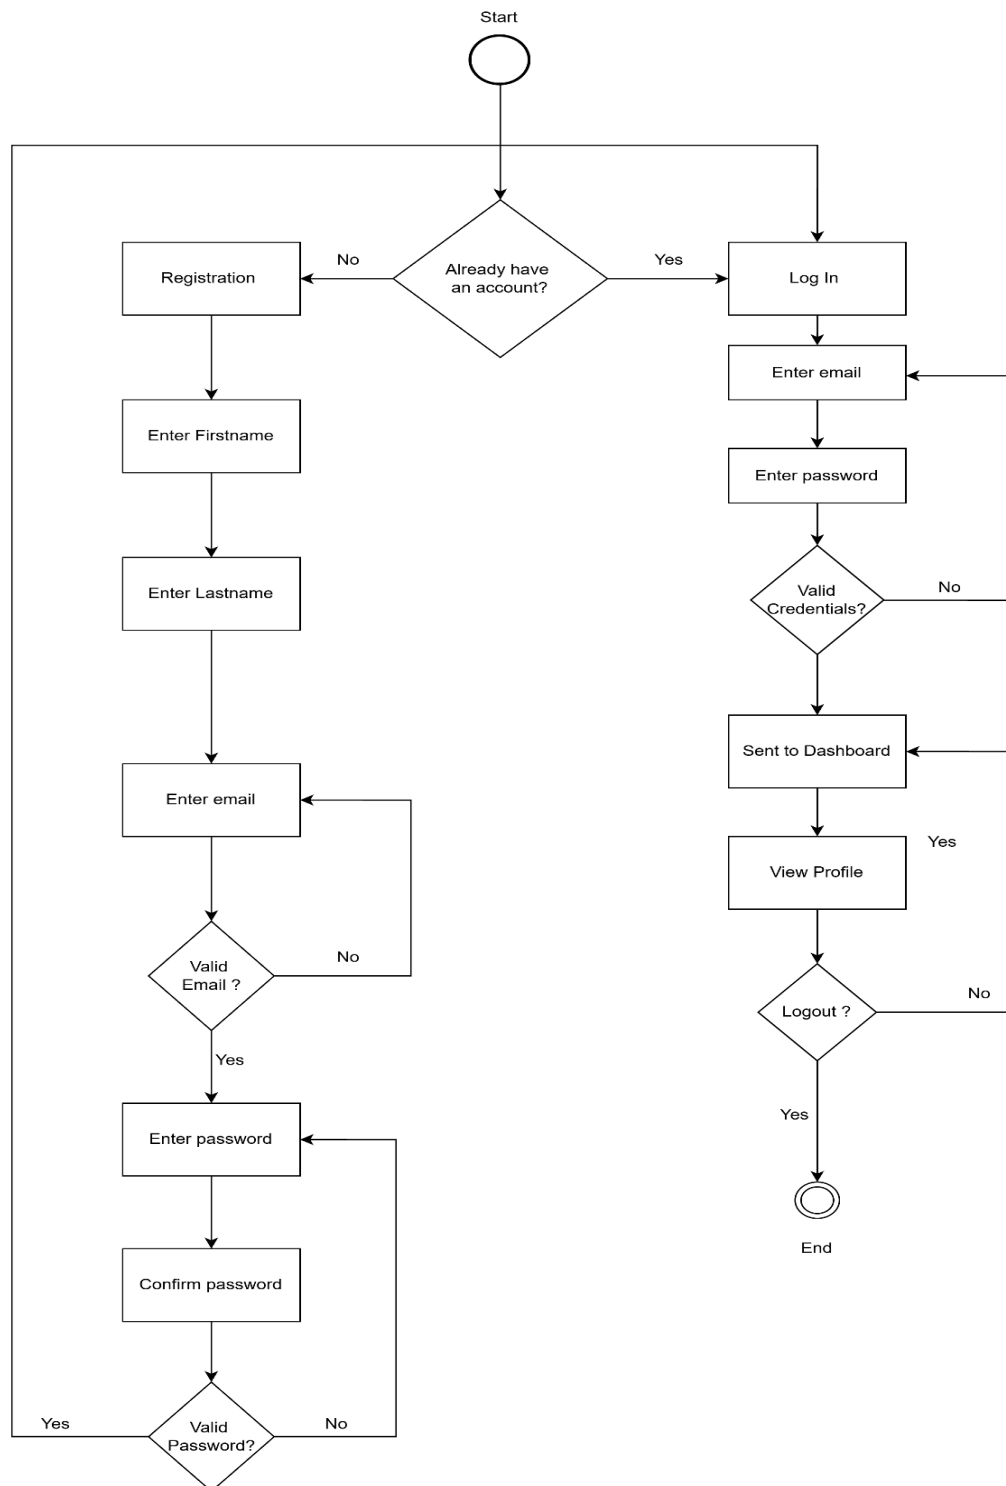 Start
Already have
an account?
No
Yes
Registration
Log In
Enter Firstname
Enter email
Enter Lastname
Enter password
Valid
Credentials?
No
Enter email
Sent to Dashboard
Yes
View Profile
Valid
Email ?
No
Yes
Logout ?
No
Yes
Enter password
End
Confirm password
Valid
Password?
Yes
No